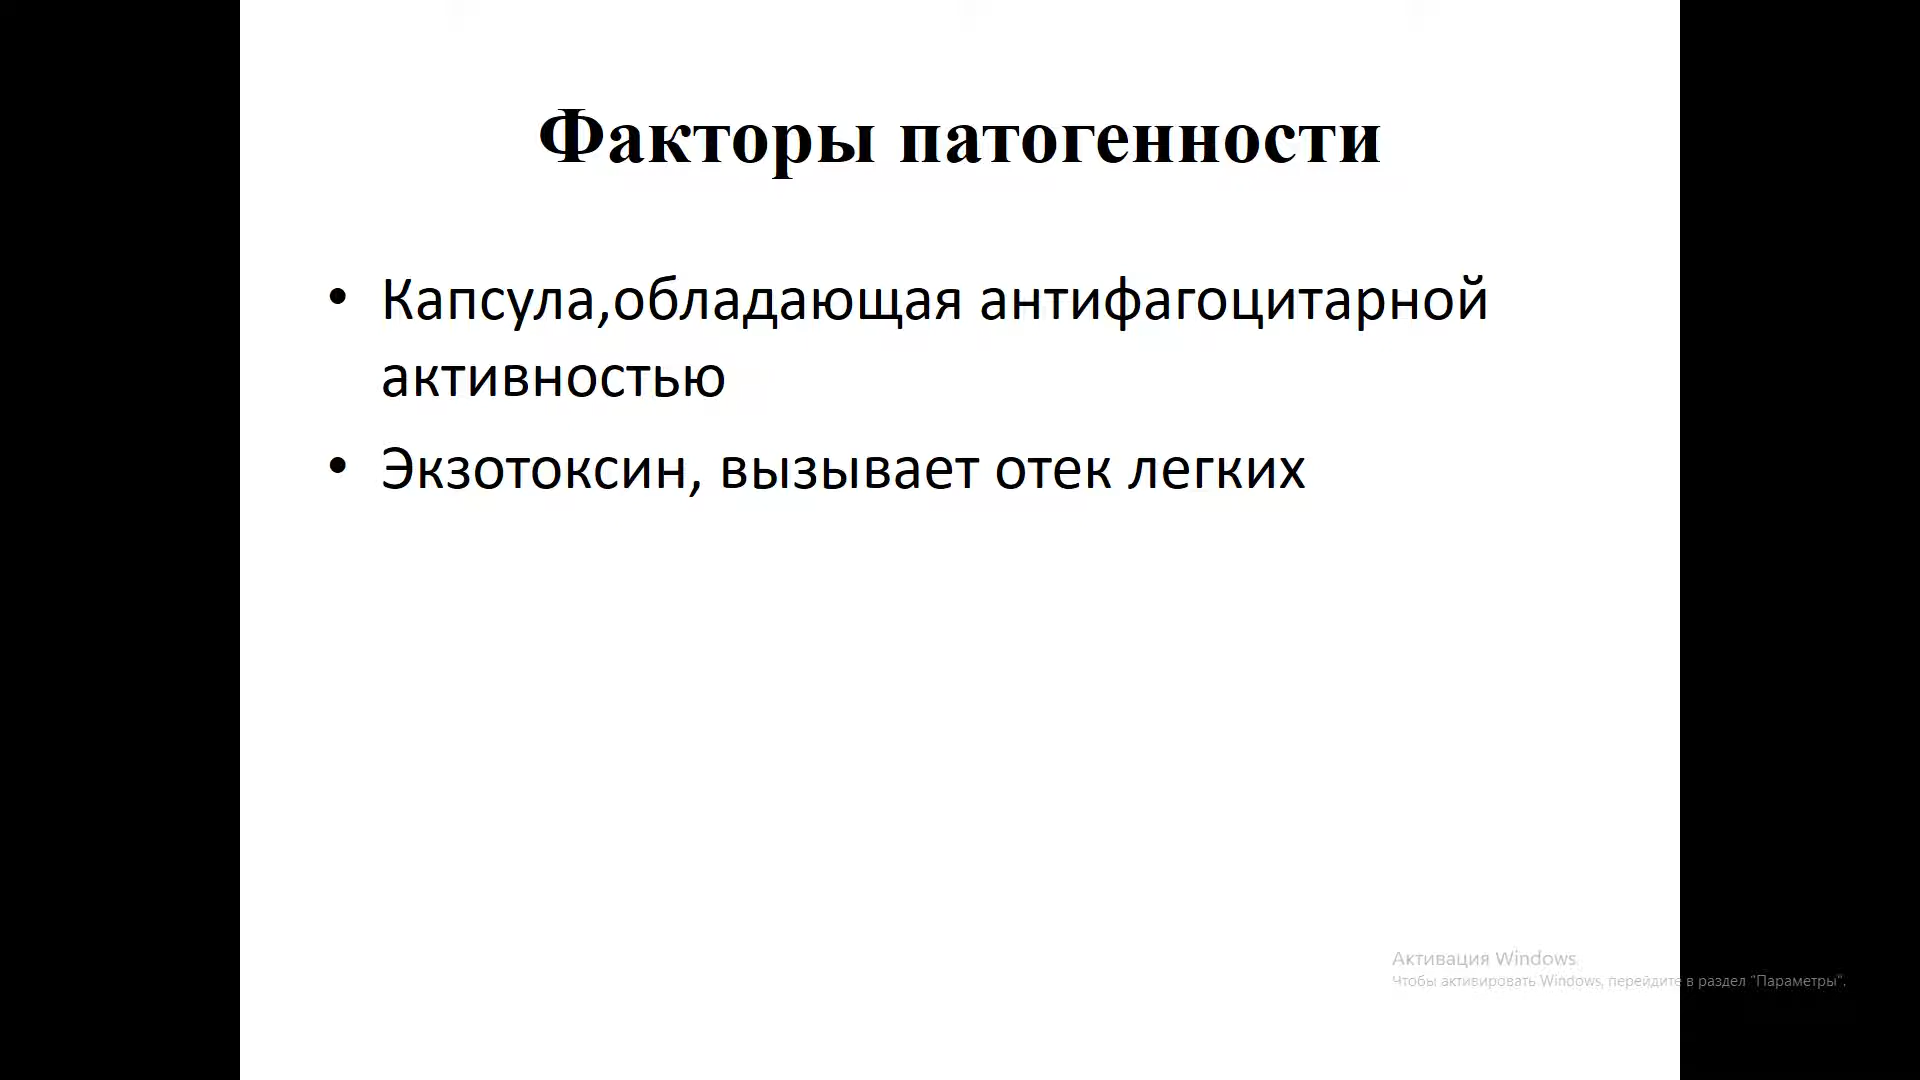 Факторы патогенности
• Капсула,обладающая антифагоцитарной
активностью
• Экзотоксин, вызывает отек легких
Активация Windows
Чтобы активировать Windows, перейдите в раздел "Параметры".